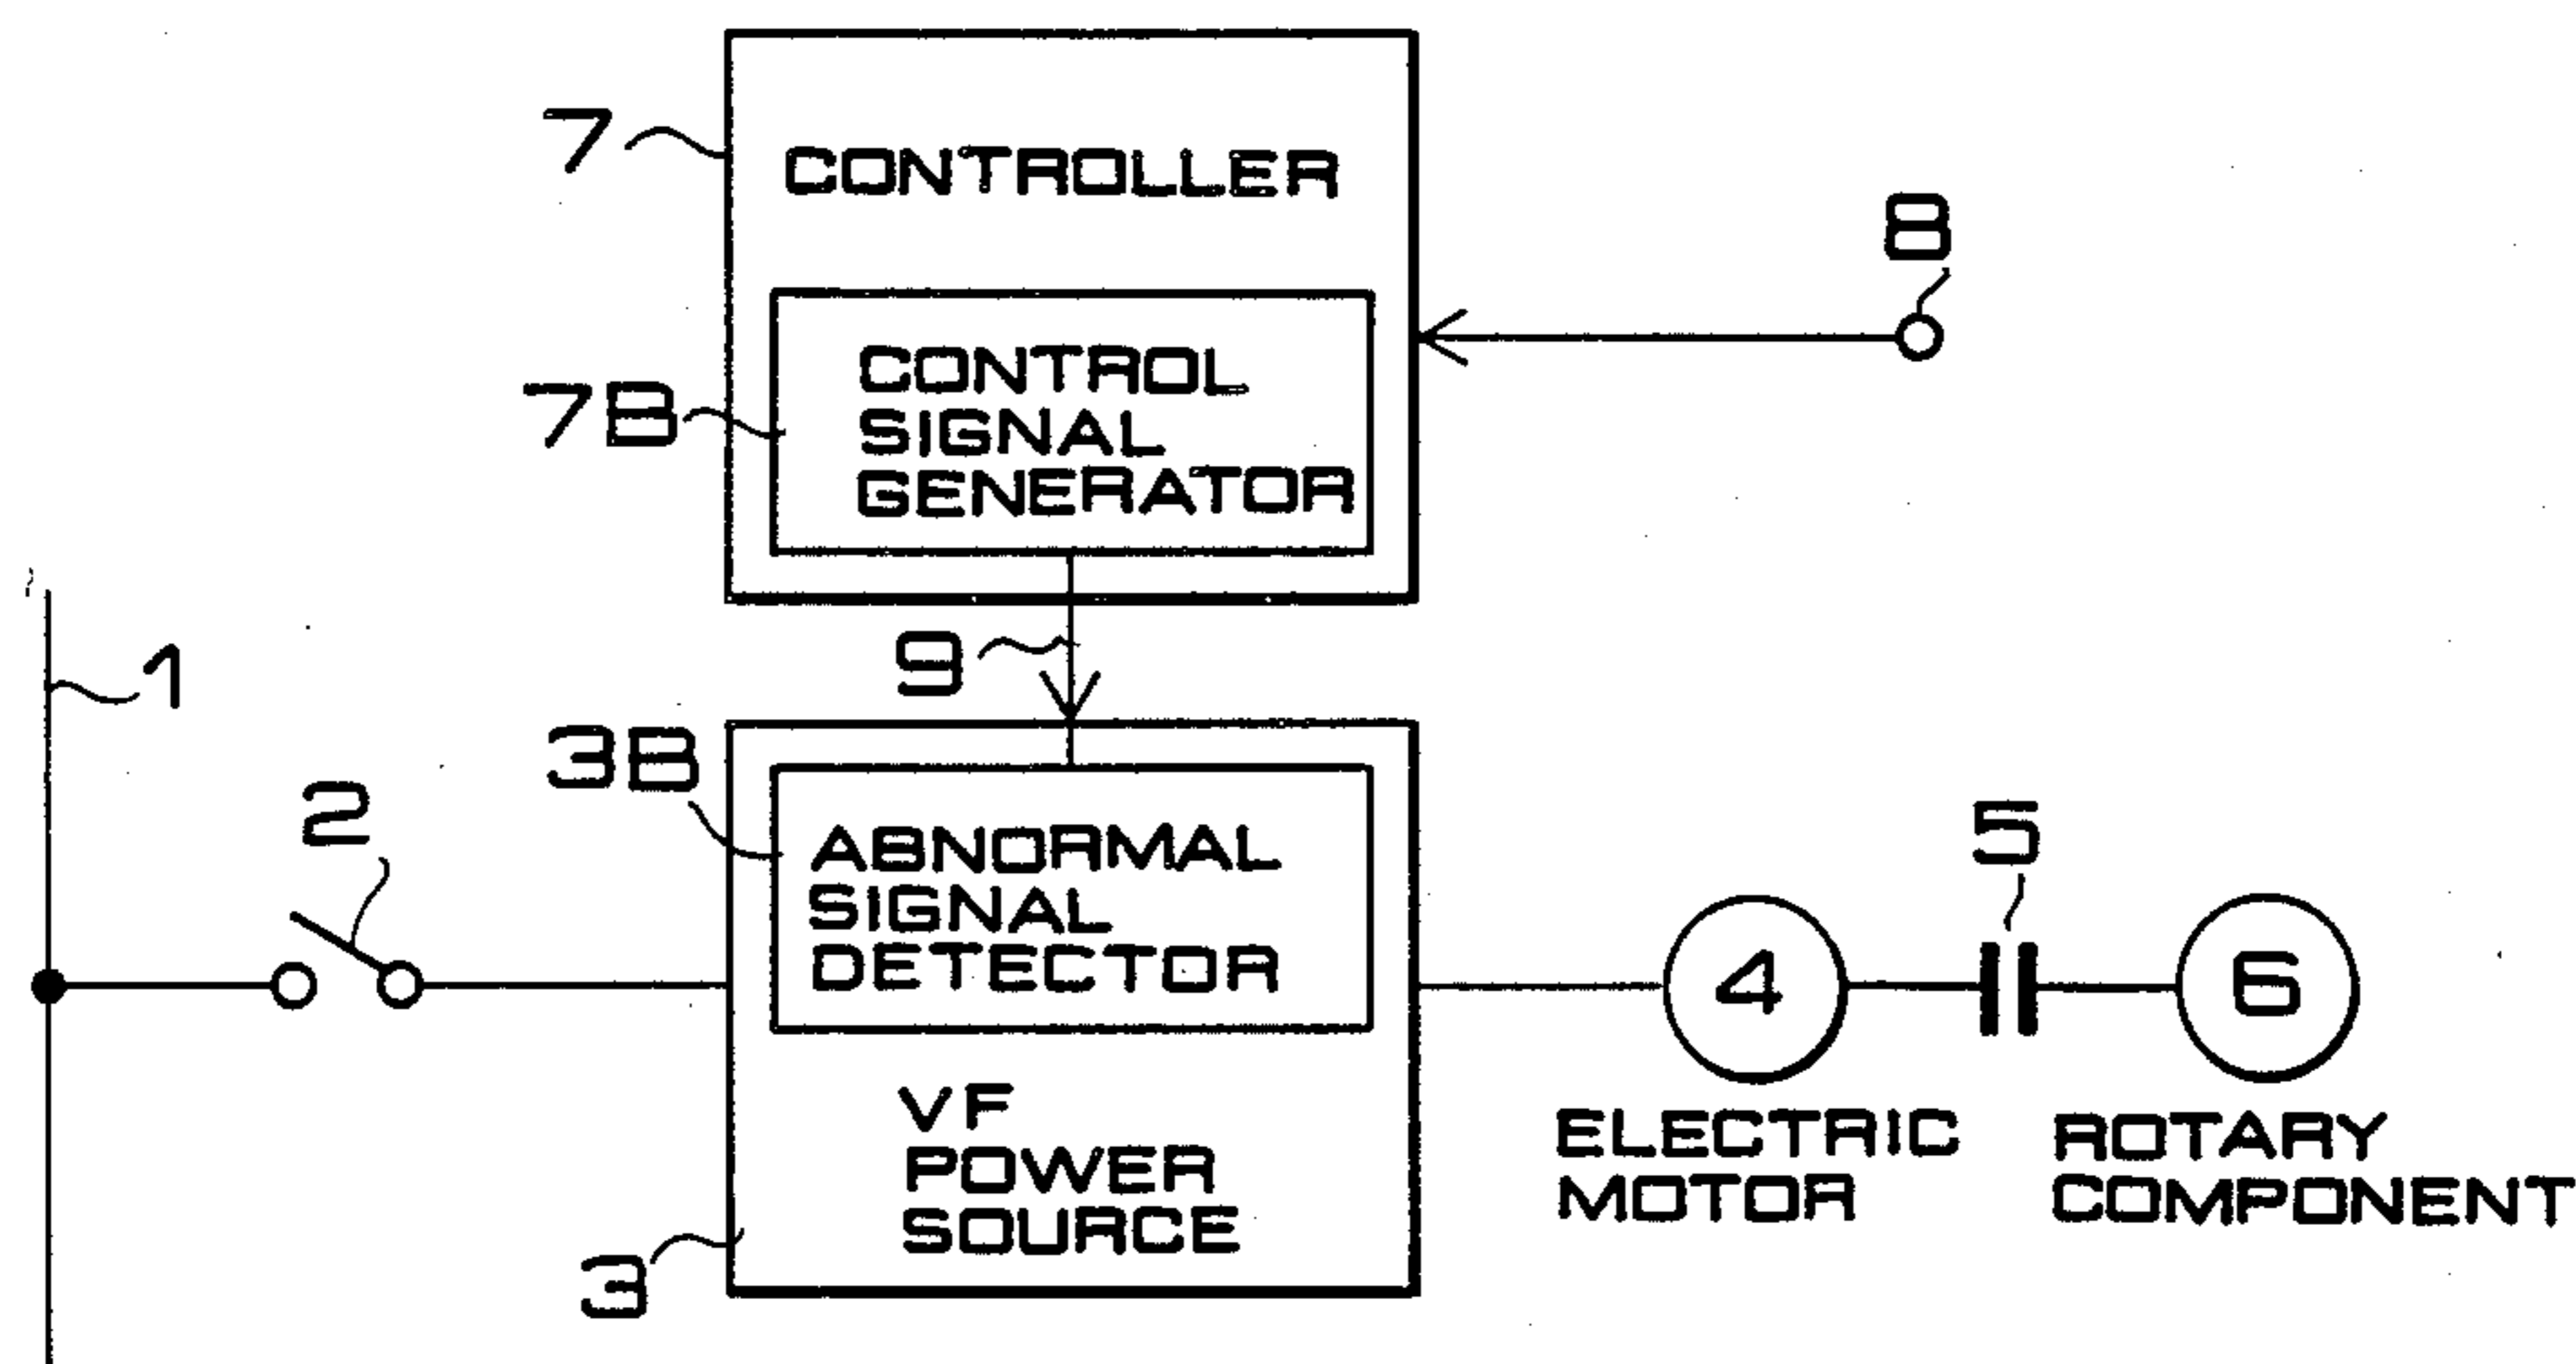 7
CONTROLLER
8
7B
CONTROL
SIGNAL
GENERATOR
1
9
2
3B
ABNORMAL
SIGNAL
DETECTOR
5
4
6
VF
POWER
SOURCE
3
ELECTRIC
MOTOR
ROTARY
COMPONENT